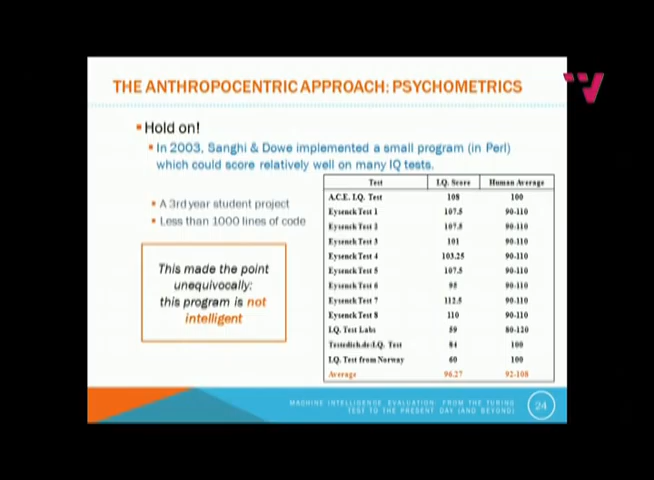 THE ANTHROPOCENTRIC APPROACH: PSYCHOMETRICS
Hold on!
In 2003, Sanghi & Dowe implemented a small program (in Perl)
which could score relatively well on many IQ tests.
A 3rd year student project
Less than 1000 lines of code
This made the point
unequivocally:
this program is not
intelligent
Test I.Q. Score Human Average
A.C.E. I.Q. Test 108 100
Eysenck Test 1 107.5 90-110
Eysenck Test 2 107.5 90-110
Eysenck Test 3 101 90-110
Eysenck Test 4 103.25 90-110
Eysenck Test 5 107.5 90-110
Eysenck Test 6 95 90-110
Eysenck Test 7 112.5 90-110
Eysenck Test 8 110 90-110
I.Q. Test Labs 59 80-120
Testedich.de:I.Q. Test 84 100
I.Q. Test from Norway 60 100
Average 96.27 92-108
MACHINE INTELLIGENCE EVALUATION: FROM THE TURING
TEST TO THE PRESENT DAY (AND BEYOND)
24